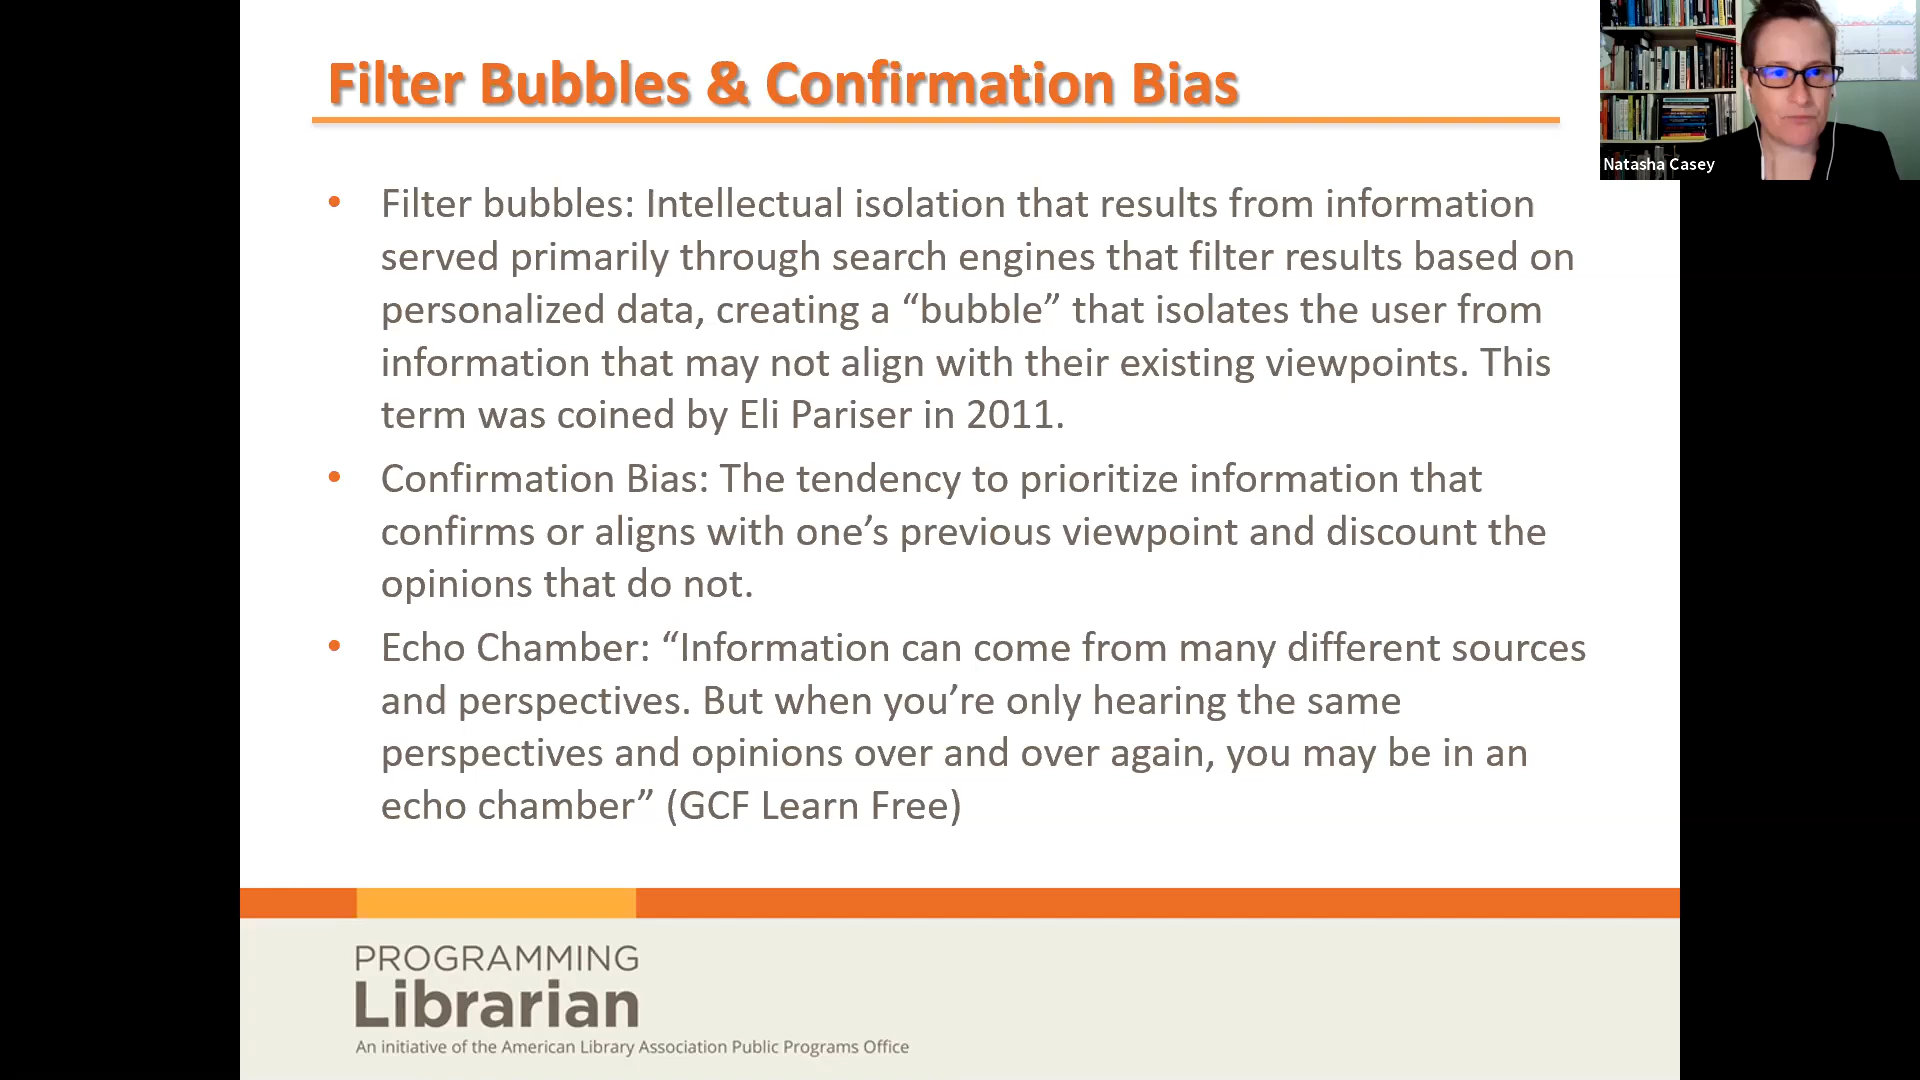 Filter Bubbles & Confirmation Bias
Natasha Casey
• Filter bubbles: Intellectual isolation that results from information
served primarily through search engines that filter results based on
personalized data, creating a “bubble” that isolates the user from
information that may not align with their existing viewpoints. This
term was coined by Eli Pariser in 2011.
• Confirmation Bias: The tendency to prioritize information that
confirms or aligns with one’s previous viewpoint and discount the
opinions that do not.
• Echo Chamber: “Information can come from many different sources
and perspectives. But when you’re only hearing the same
perspectives and opinions over and over again, you may be in an
echo chamber” (GCF Learn Free)
PROGRAMMING
Librarian
An initiative of the American Library Association Public Programs Office